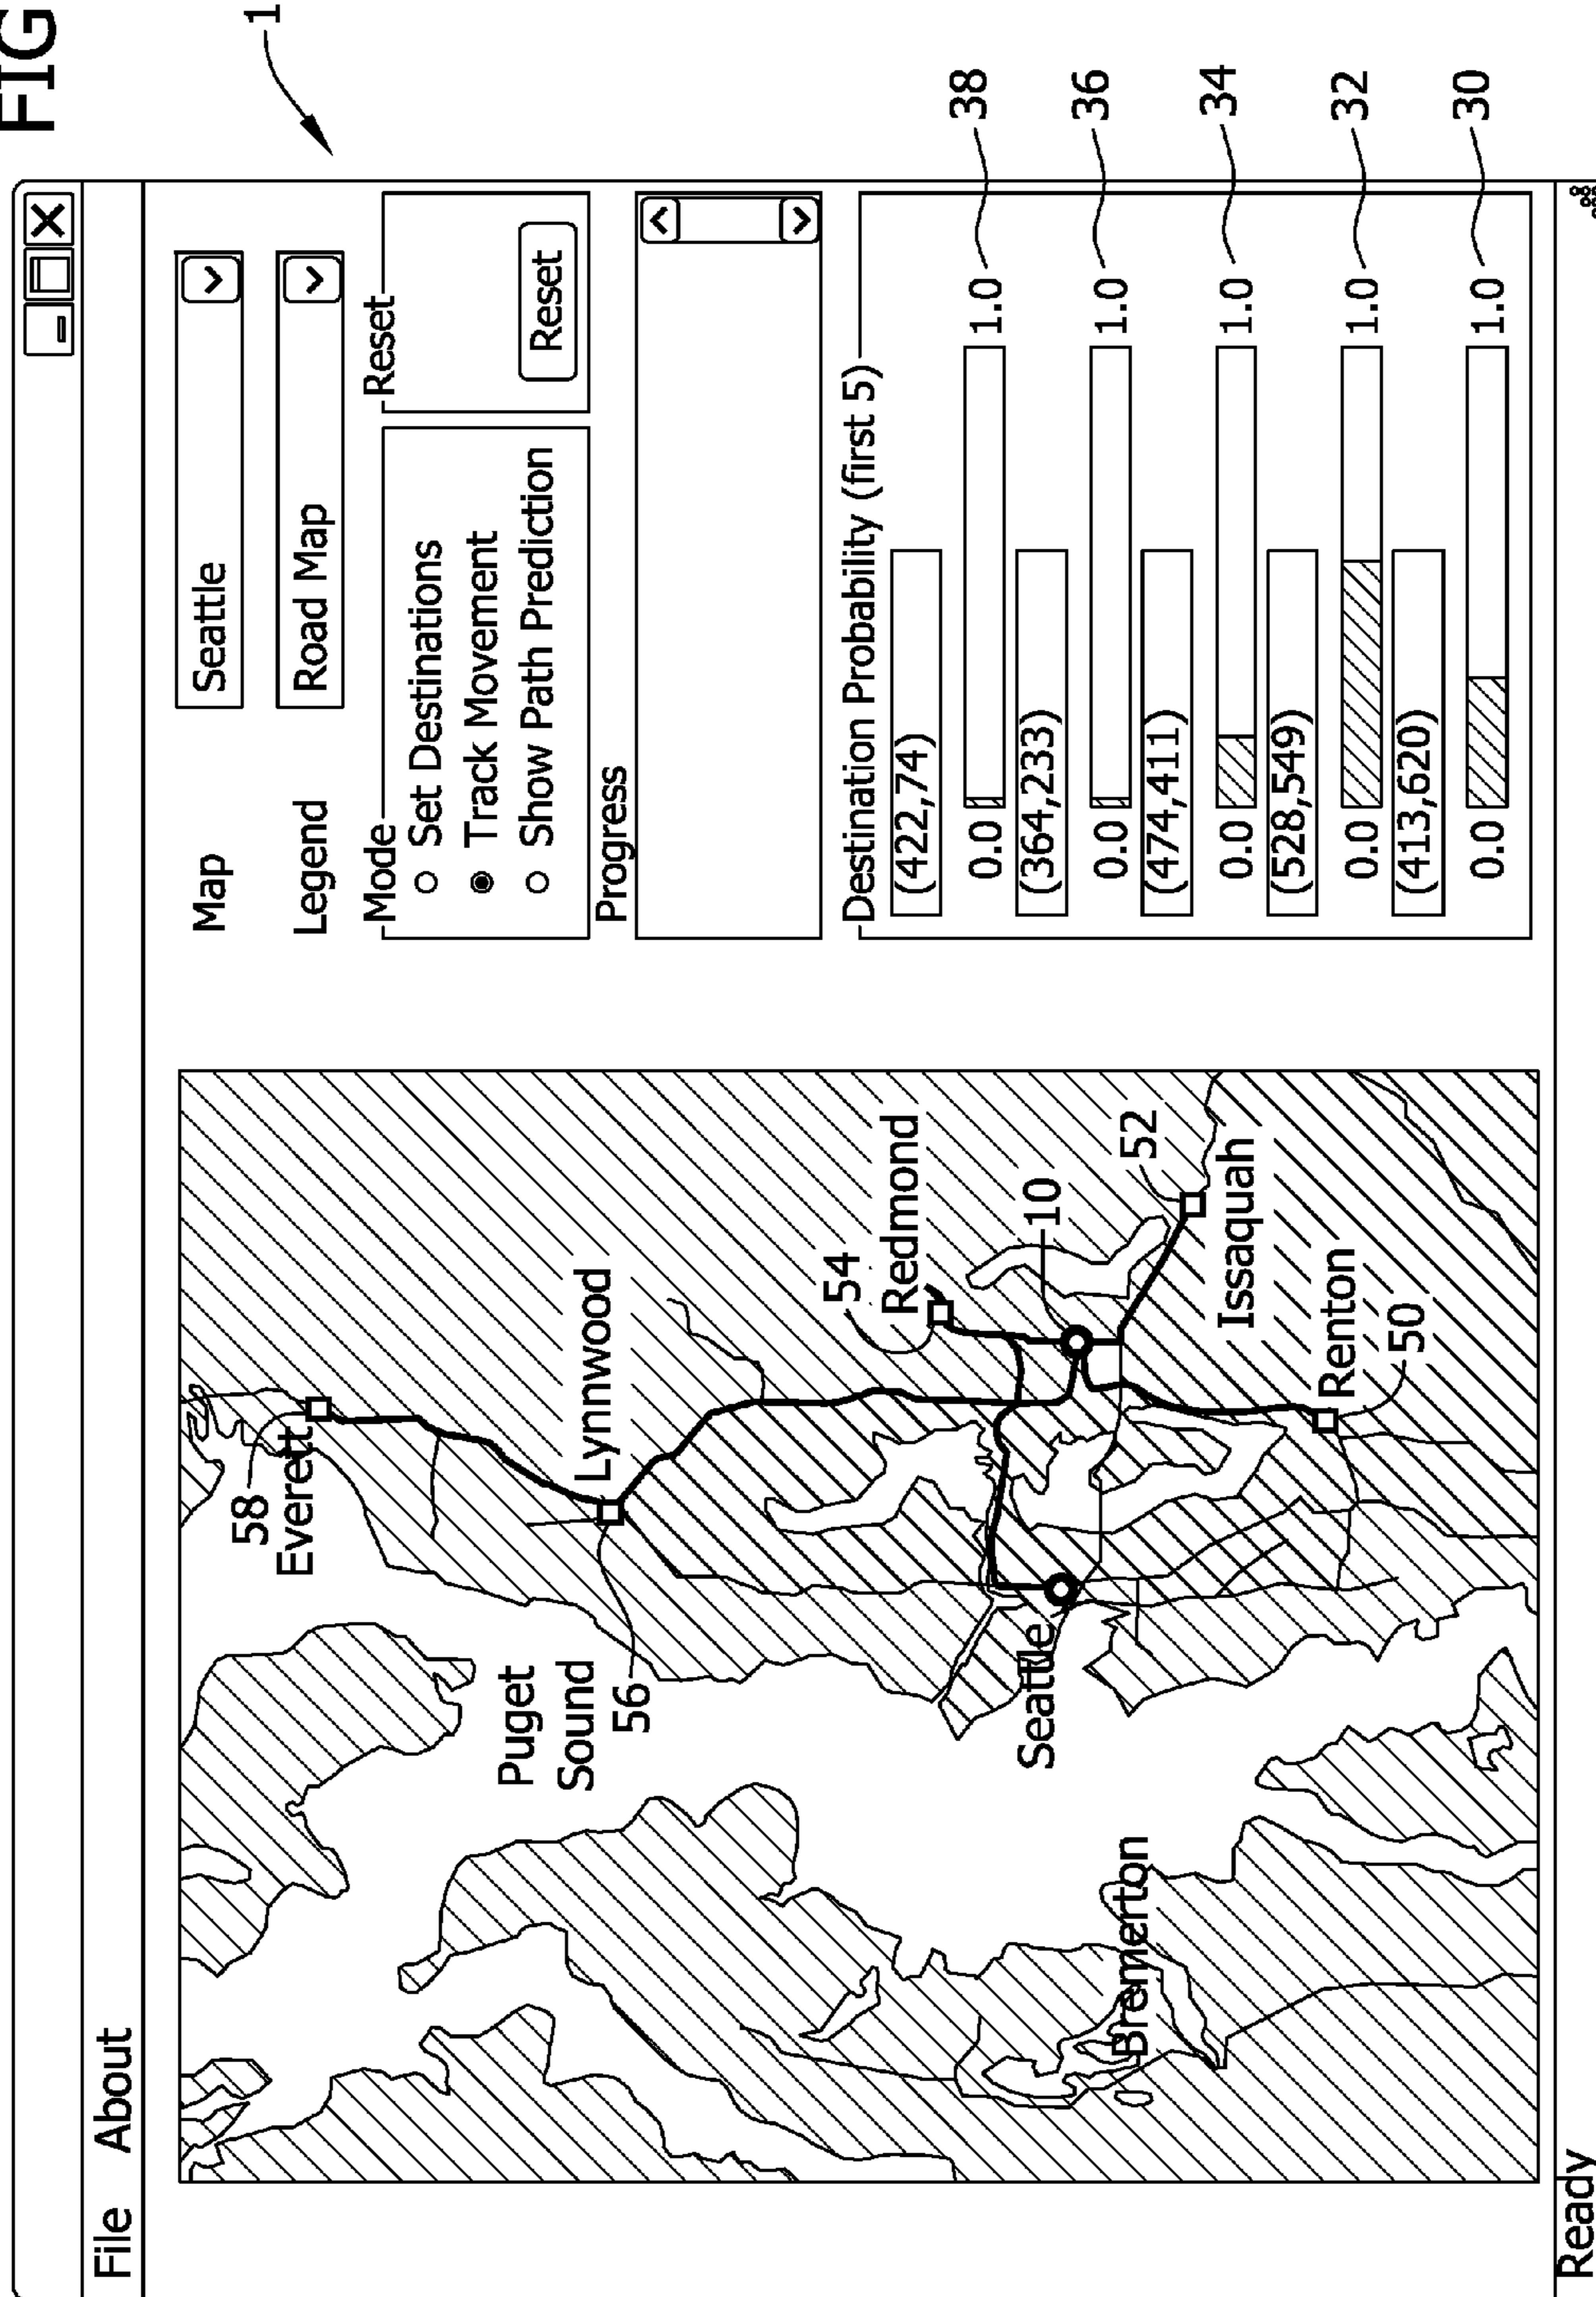 FIG
1
File About
Map
Seattle
Legend
Road Map
Mode
Set Destinations
Track Movement
Show Path Prediction
Reset
Reset
Progress
Destination Probability (first 5)
(422,74)
0.0 1.0 38
(364,233)
0.0 1.0 36
(474,411)
0.0 1.0 34
(528,549)
0.0 1.0 32
(413,620)
0.0 1.0 30
58
Everett
Lynnwood
Puget
Sound
56
54
Redmond
10
52
Seattle
Bremerton
Issaquah
Renton
50
Ready